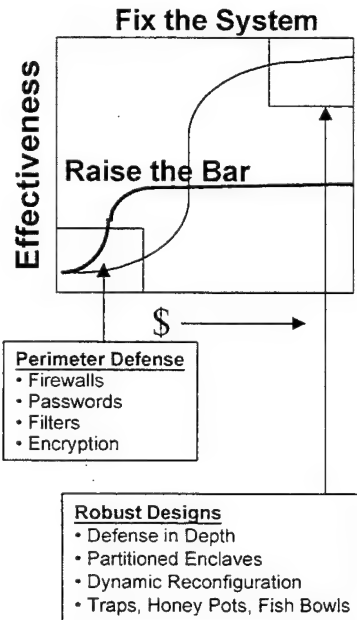 Fix the System
Effectiveness
Raise the Bar
$
Perimeter Defense
• Firewalls
• Passwords
• Filters
• Encryption
Robust Designs
• Defense in Depth
• Partitioned Enclaves
• Dynamic Reconfiguration
• Traps, Honey Pots, Fish Bowls